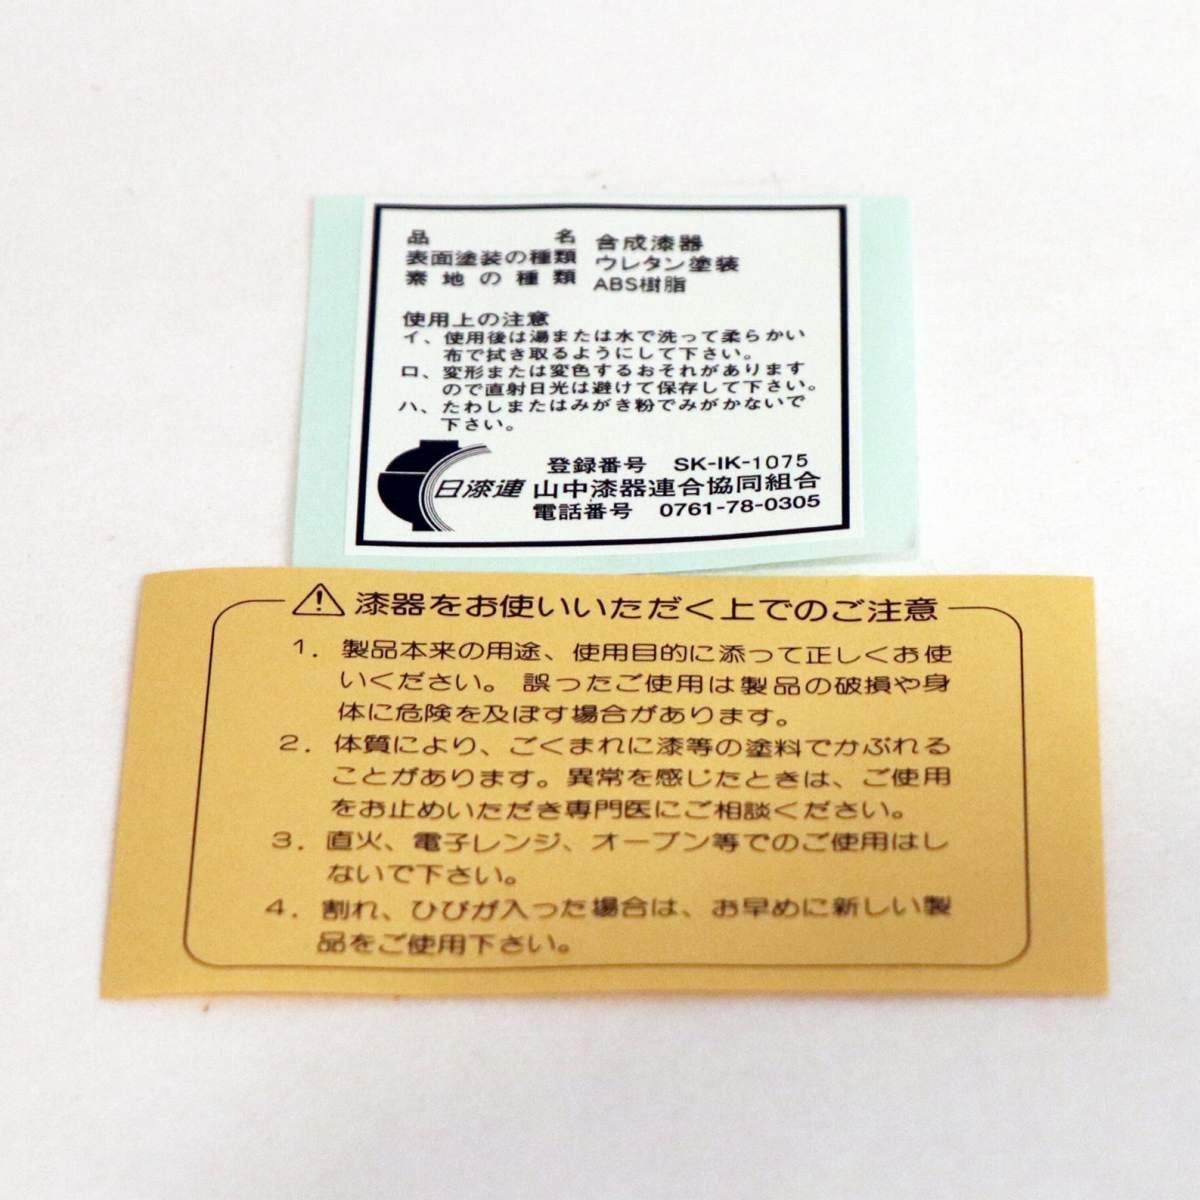 品名 合成漆器
表面塗装の種類 ウレタン塗装
素地の種類 ABS樹脂
使用上の注意
イ、使用後は湯または水で洗って柔らかい
布で拭き取るようにして下さい。
ロ、変形または変色するおそれがあります
ので直射日光は避けて保存して下さい。
ハ、たわしまたはみがき粉でみがかないで
下さい。
登録番号 SK-IK-1075
日漆連 山中漆器連合協同組合
電話番号 0761-78-0305
漆器をお使いいただく上でのご注意
1. 製品本来の用途、使用目的に添って正しくお使
いください。誤ったご使用は製品の破損や身
体に危険を及ぼす場合があります。
2. 体質により、ごくまれに漆等の塗料でかぶれる
ことがあります。異常を感じたときは、ご使用
をお止めいただき専門医にご相談ください。
3. 直火、電子レンジ、オーブン等でのご使用はし
ないで下さい。
4. 割れ、ひびが入った場合は、お早めに新しい製
品をご使用下さい。